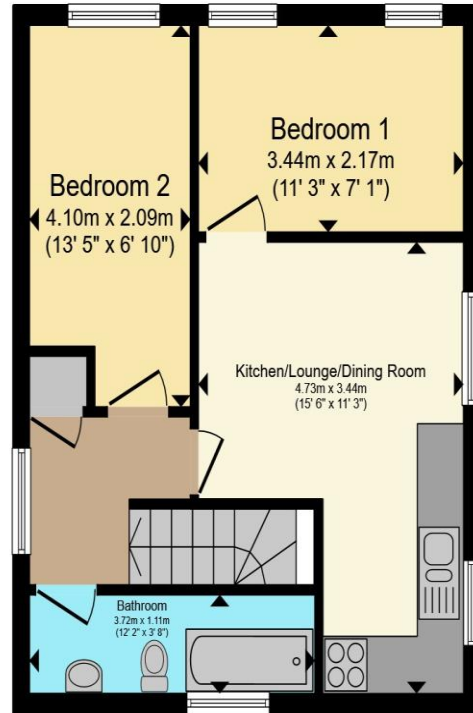 Bedroom 1
3.44m x 2.17m
(11' 3" x 7' 1")
Bedroom 2
4.10m x 2.09m
(13' 5" x 6' 10")
Kitchen/Lounge/Dining Room
4.73m x 3.44m
(15' 6" x 11' 3")
Bathroom
3.72m x 1.11m
(12' 2" x 3' 8")